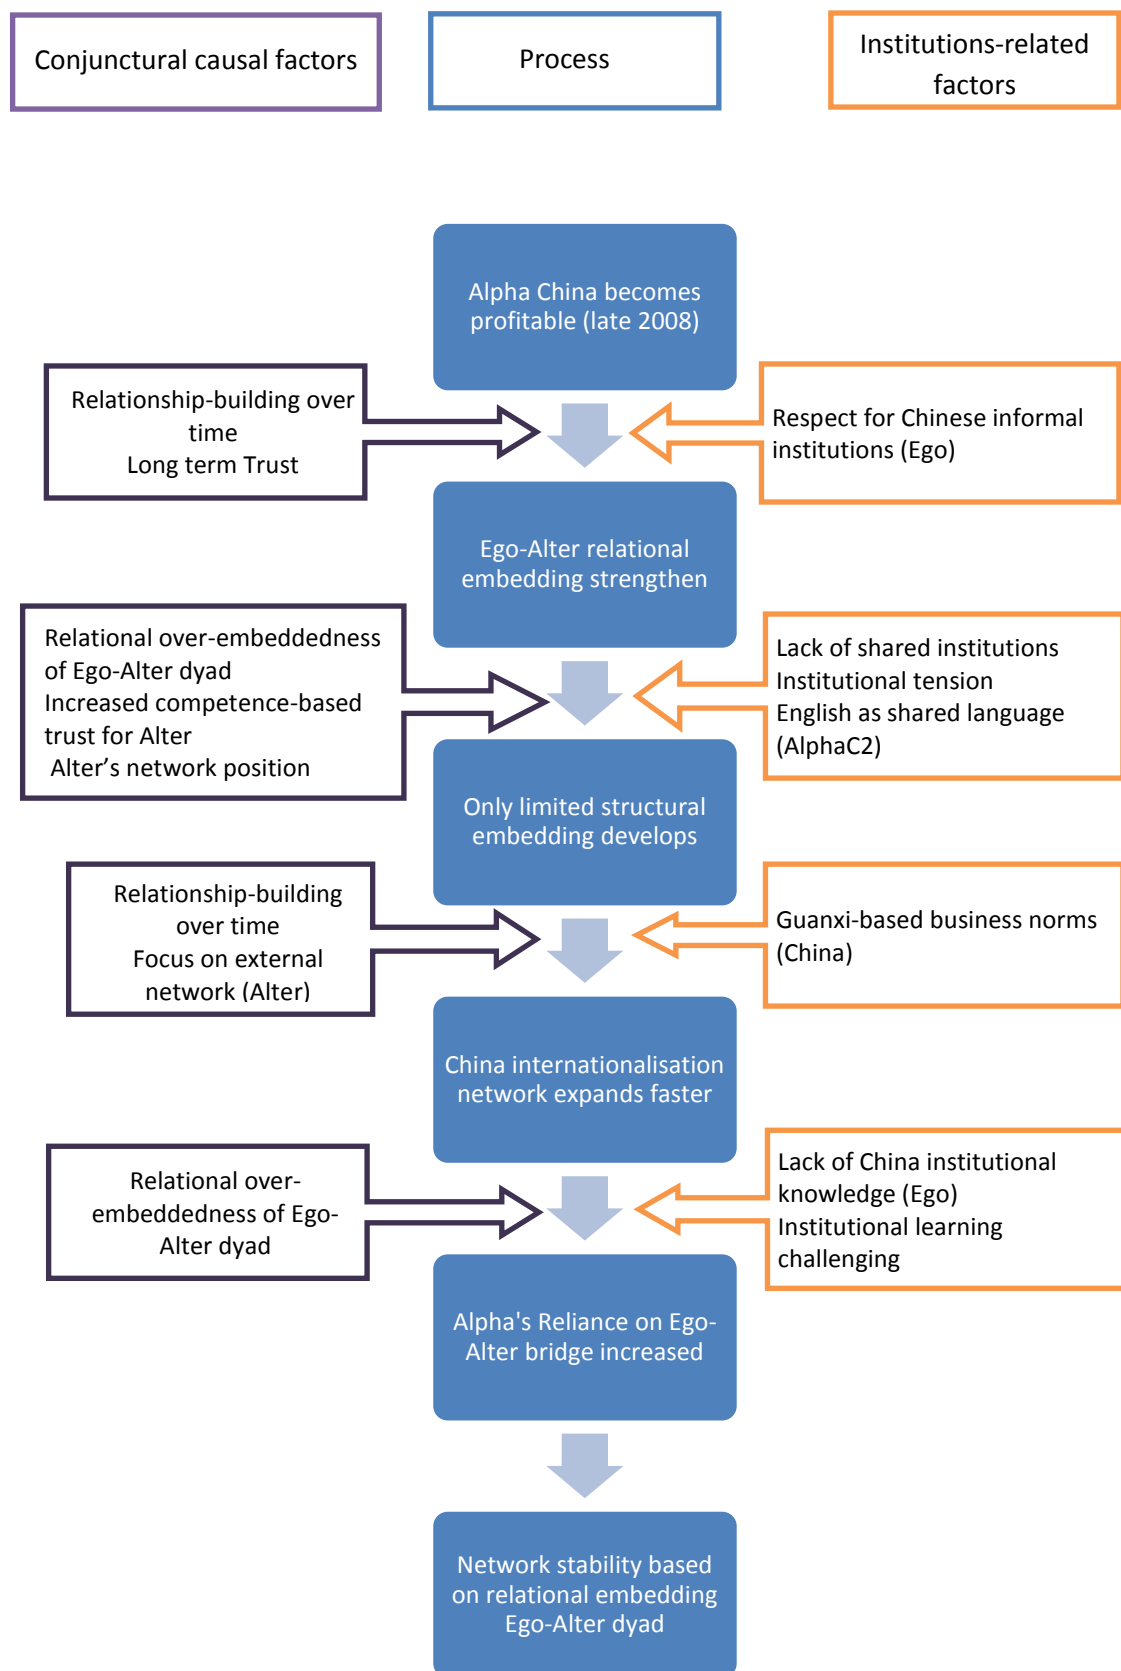 Conjunctural causal factors
Process
Institutions-related
factors
Alpha China becomes
profitable (late 2008)
Relationship-building over
time
Long term Trust
Respect for Chinese informal
institutions (Ego)
Ego-Alter relational
embedding strengthen
Relational over-embeddedness
of Ego-Alter dyad
Increased competence-based
trust for Alter
Alter’s network position
Lack of shared institutions
Institutional tension
English as shared language
(AlphaC2)
Only limited structural
embedding develops
Relationship-building
over time
Focus on external
network (Alter)
Guanxi-based business norms
(China)
China internationalisation
network expands faster
Relational over-
embeddedness of Ego-
Alter dyad
Lack of China institutional
knowledge (Ego)
Institutional learning
challenging
Alpha's Reliance on Ego-
Alter bridge increased
Network stability based
on relational embedding
Ego-Alter dyad